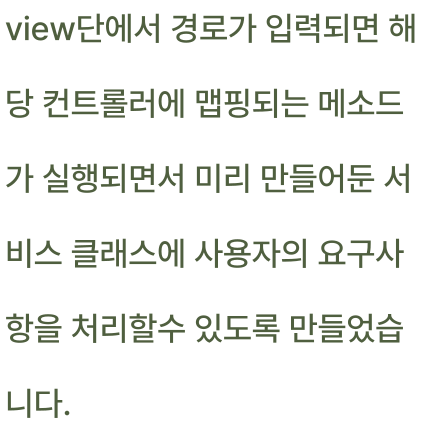 view단에서 경로가 입력되면 해
당 컨트롤러에 맵핑되는 메소드
가 실행되면서 미리 만들어둔 서
비스 클래스에 사용자의 요구사
항을 처리할수 있도록 만들었습
니다.